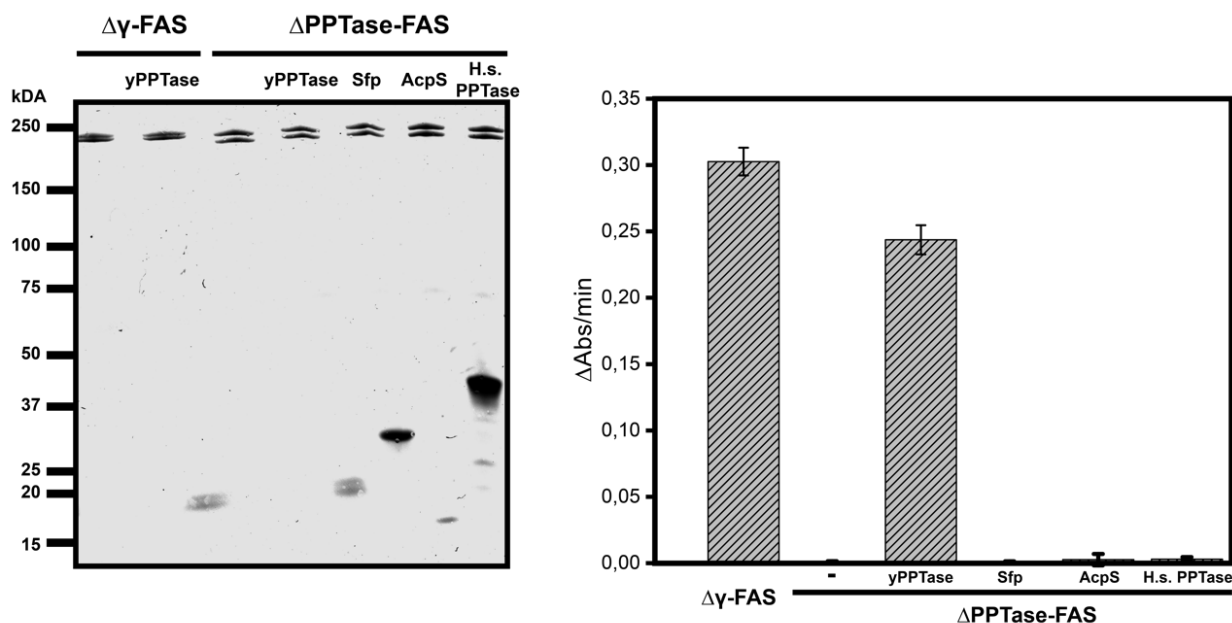 Δγ-FAS ΔPPTase-FAS
yPPTase yPPTase Sfp AcpS H.s.
PPTase
kDA
250
150
100
75
50
37
25
20
15
0,35
0,30
0,25
0,20
0,15
0,10
0,05
0,00
ΔAbs/min
- yPPTase Sfp AcpS H.s. PPTase
Δγ-FAS
ΔPPTase-FAS